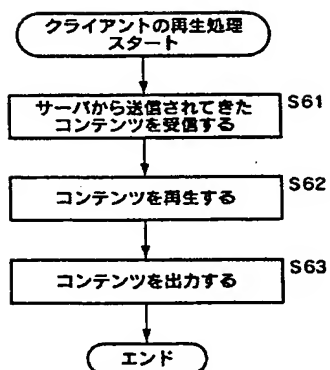 クライアントの再生処理
スタート
サーバから送信されてきた
コンテンツを受信する
S61
コンテンツを再生する
S62
コンテンツを出力する
S63
エンド